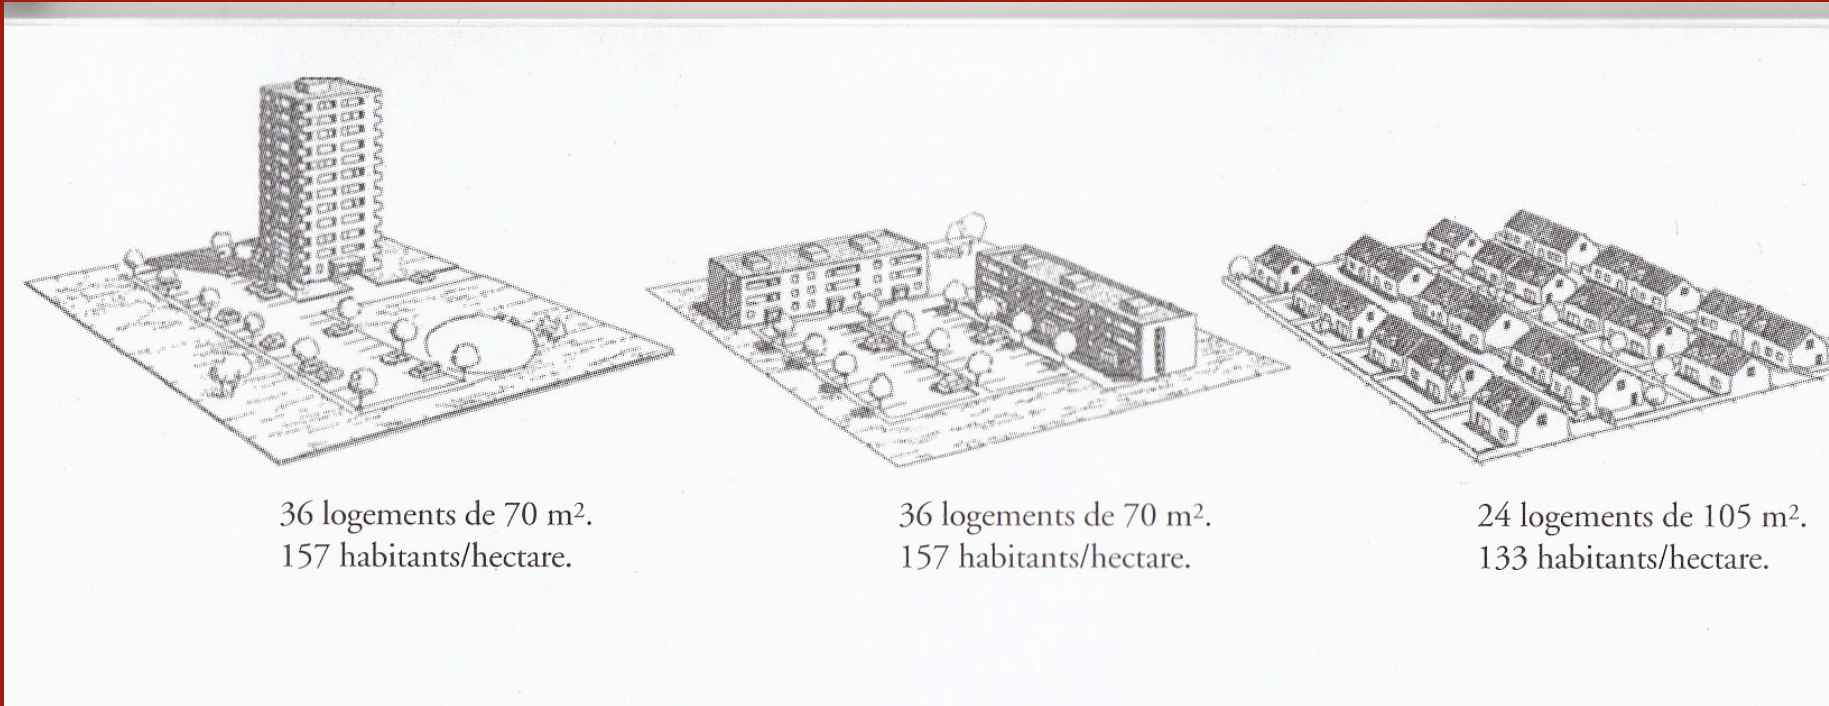 36 logements de 70 m².
157 habitants/hectare.
36 logements de 70 m².
157 habitants/hectare.
24 logements de 105 m².
133 habitants/hectare.